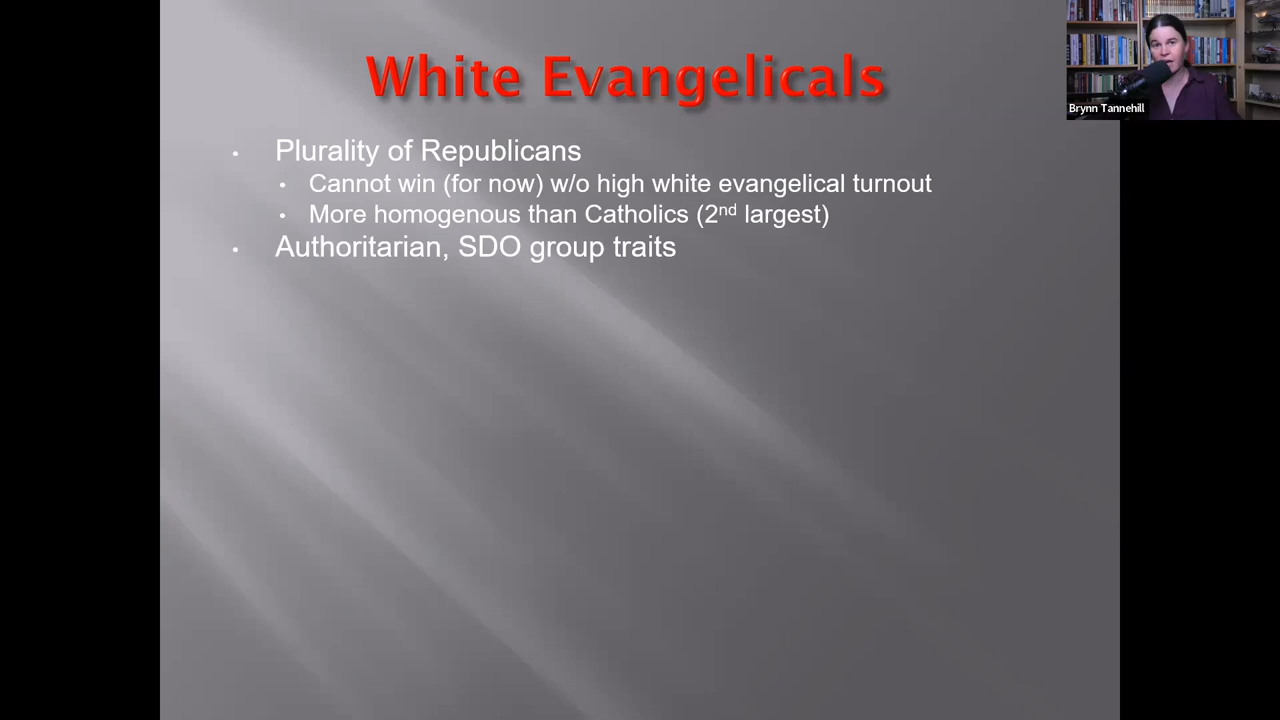 White Evangelicals
Brynn Tannehill
• Plurality of Republicans
• Cannot win (for now) w/o high white evangelical turnout
• More homogenous than Catholics (2nd largest)
• Authoritarian, SDO group traits